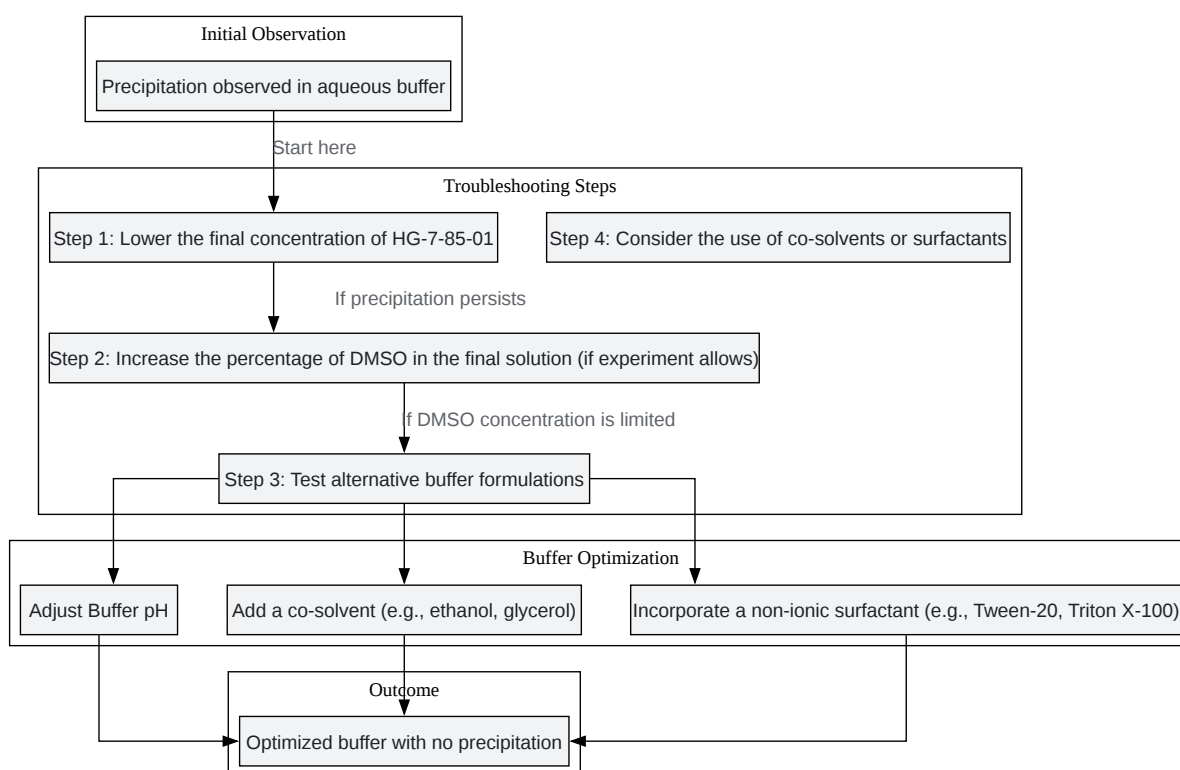 Initial Observation
Precipitation observed in aqueous buffer
Start here
Troubleshooting Steps
Step 1: Lower the final concentration of HG-7-85-01
Step 4: Consider the use of co-solvents or surfactants
If precipitation persists
Step 2: Increase the percentage of DMSO in the final solution (if experiment allows)
If DMSO concentration is limited
Step 3: Test alternative buffer formulations
Buffer Optimization
Adjust Buffer pH
Add a co-solvent (e.g., ethanol, glycerol)
Incorporate a non-ionic surfactant (e.g., Tween-20, Triton X-100)
Outcome
Optimized buffer with no precipitation